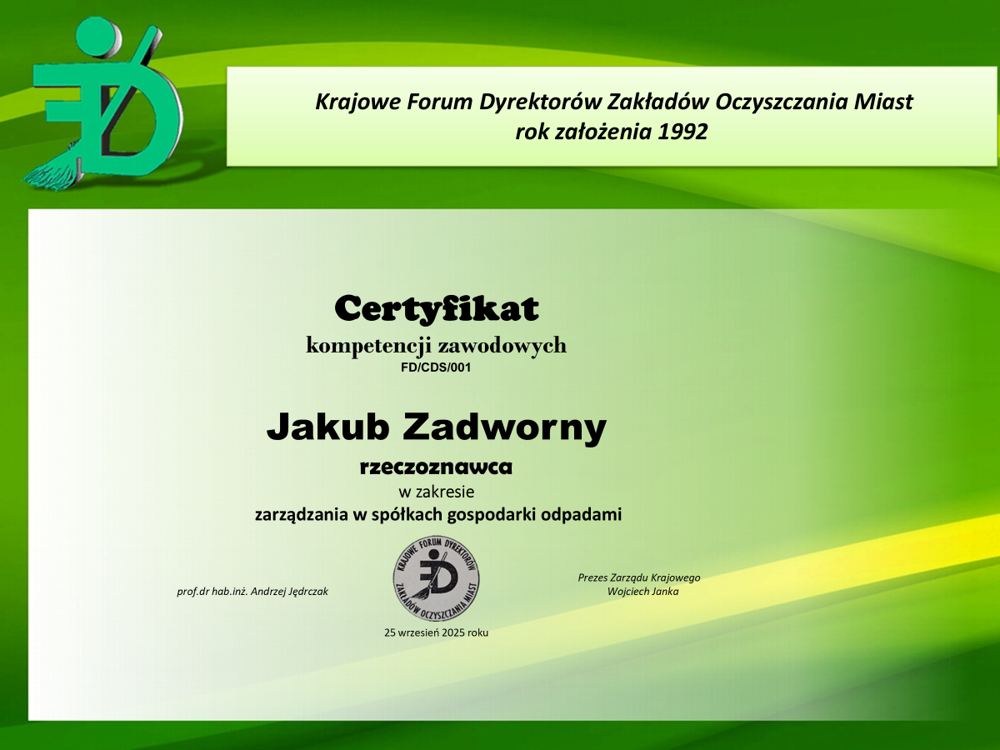 Krajowe Forum Dyrektorów Zakładów Oczyszczania Miast
rok założenia 1992
Certyfikat
kompetencji zawodowych
FD/CDS/001
Jakub Zadworny
rzeczoznawca
w zakresie
zarządzania w spółkach gospodarki odpadami
KRAJOWE FORUM DYREKTORÓW
ZAKŁADÓW OCZYSZCZANIA MIAST
prof.dr hab.inż. Andrzej Jędrczak
Prezes Zarządu Krajowego
Wojciech Janka
25 wrzesień 2025 roku